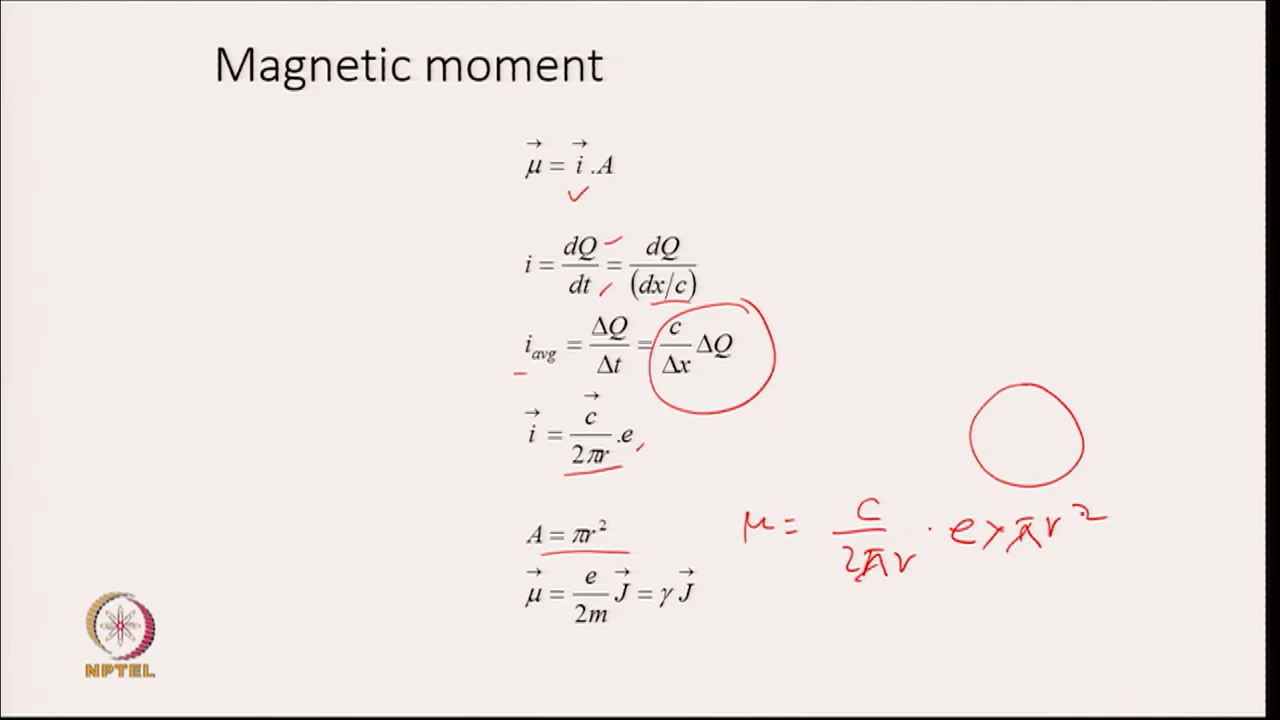 Magnetic moment
μ⃗ = i⃗ .A
i = dQ/dt = dQ/(dx/c)
i_avg = ΔQ/Δt = c/Δx ΔQ
i⃗ = c⃗/2πr .e
A = πr²
μ = c/2πr · e × πr²
μ⃗ = e/2m J⃗ = γ J⃗
NPTEL